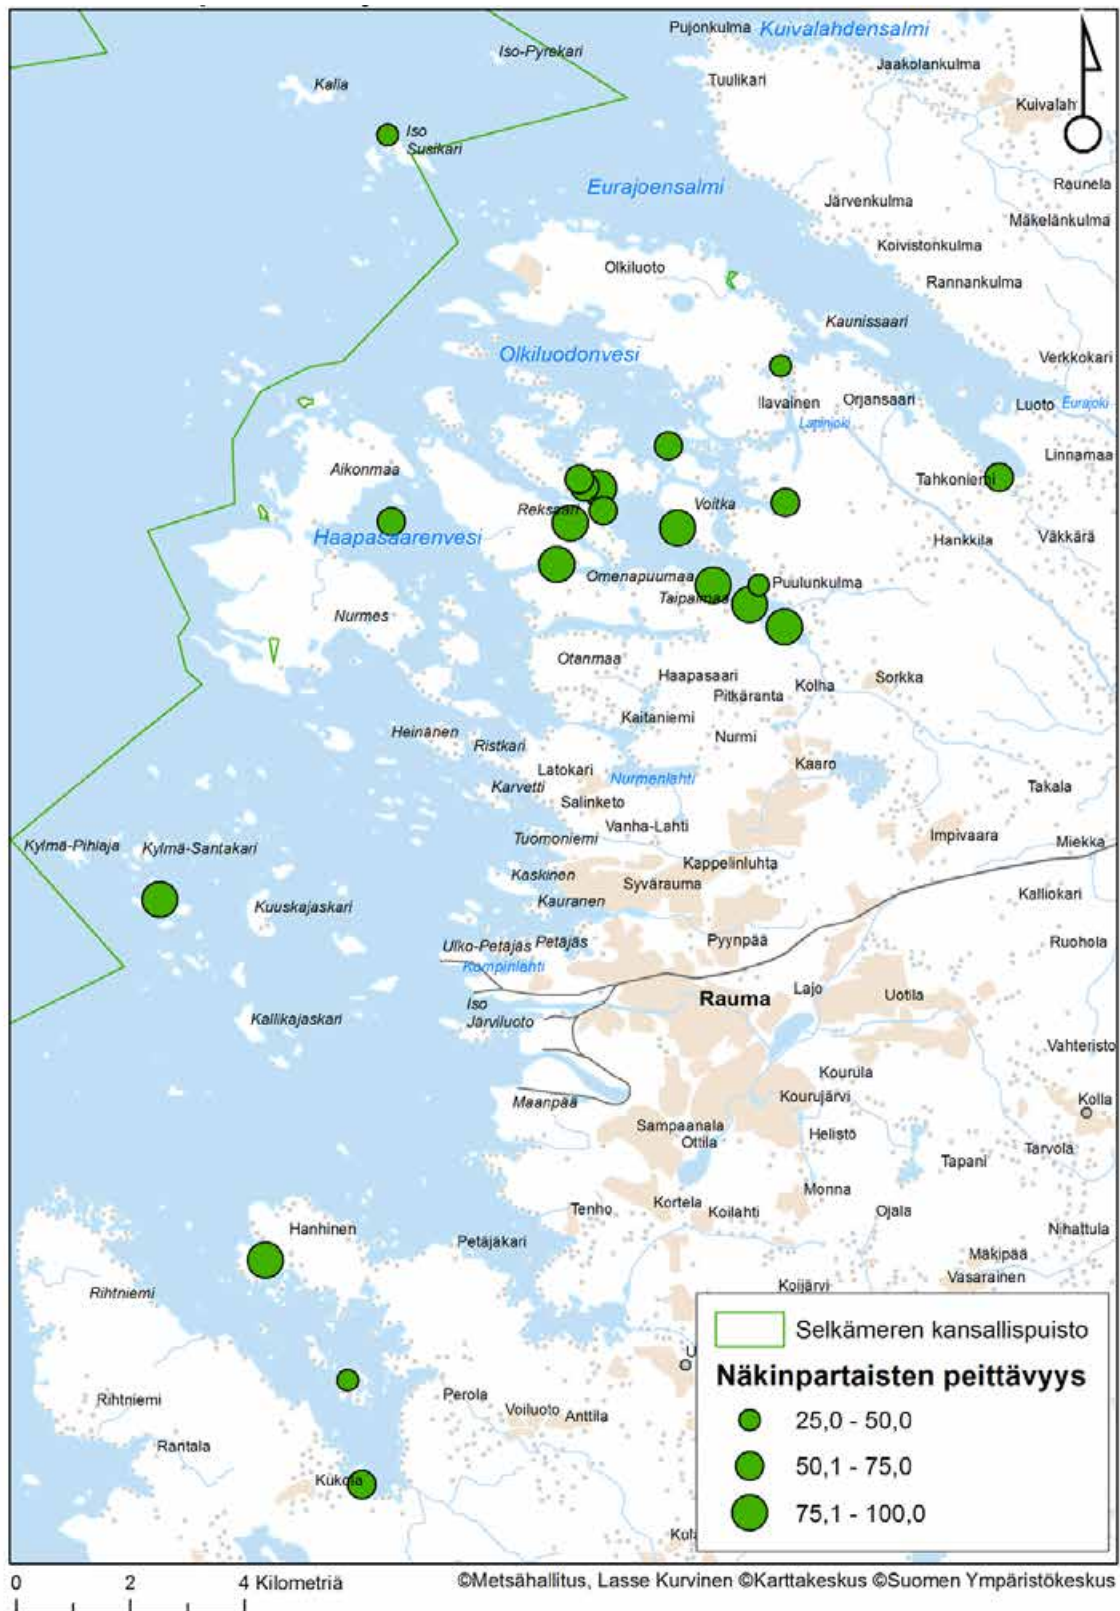 Pujonkulma
Kuivalahdensalmi
Iso-Pyrekari
Jaakolankulma
Tuulikari
Kalla
Kuivalah
Iso
Susikari
Raunela
Eurajoensalmi
Järvenkulma
Mäkelänkulma
Koivistonkulma
Olkiluoto
Rannankulma
Kaunissaari
Olkiluodonvesi
Verkkokari
Ilavainen
Orjansaari
Luoto
Eurajoki
Lapinjoki
Linnamaa
Aikonmaa
Tahkoniemi
Reksaari
Voitka
Haapasaarenvesi
Hankkila
Väkkärä
Omenapuumaa
Puulunkulma
Taipalmaa
Nurmes
Otanmaa
Haapasaari
Sorkka
Pitkäranta
Kolha
Kaitaniemi
Heinänen
Ristkari
Nurmi
Latokari
Nurmenlahti
Kaaro
Karvetti
Takala
Salinketo
Vanha-Lahti
Tuomoniemi
Impivaara
Miekka
Kylmä-Pihlaja
Kylmä-Santakari
Kappelinluhta
Kaskinen
Syvärauma
Kalliokari
Kuuskajaskari
Kauranen
Ulko-Petäjäs
Petäjäs
Pyynpää
Ruohola
Kompinlahti
Rauma
Lajo
Uotila
Iso
Järviluoto
Kallikajaskari
Vahteristo
Kourula
Maanpää
Kourujärvi
Kolla
Sampaanala
Ottila
Helistö
Tarvola
Tapani
Monna
Kortela
Tenho
Koilahti
Ojala
Hanhinen
Nihattula
Petäjäkari
Mäkipää
Vasarainen
Koijärvi
Rihtniemi
Selkämeren kansallispuisto
U
Näkinpartaisten peittävyys
Perola
Rihtniemi
Voiluoto
Anttila
25,0 - 50,0
Rantala
50,1 - 75,0
Kukola
75,1 - 100,0
Kula
0 2 4 Kilometriä
©Metsähallitus, Lasse Kurvinen ©Karttakeskus ©Suomen Ympäristökeskus